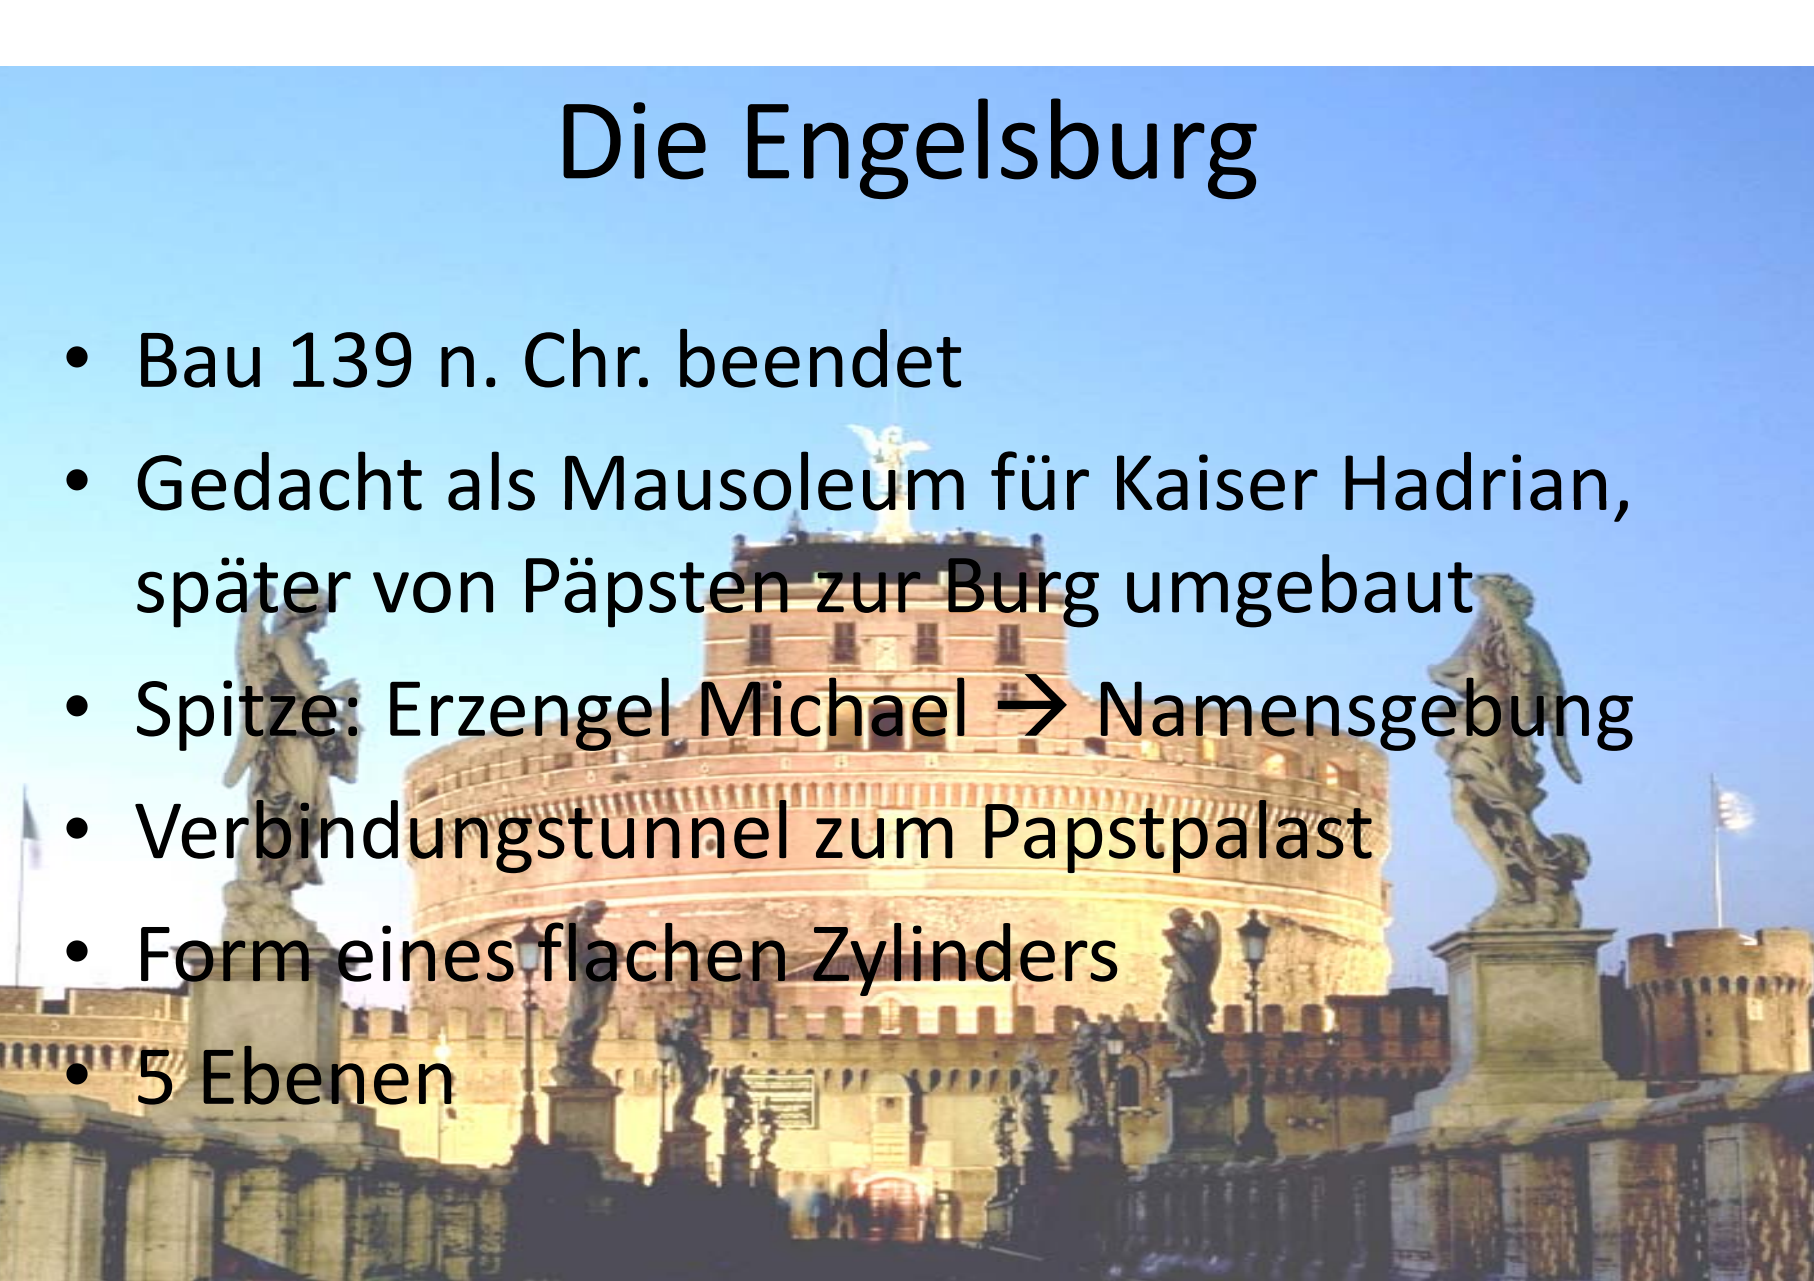 Die Engelsburg
• Bau 139 n. Chr. beendet
• Gedacht als Mausoleum für Kaiser Hadrian,
später von Päpsten zur Burg umgebaut
• Spitze: Erzengel Michael → Namensgebung
• Verbindungstunnel zum Papstpalast
• Form eines flachen Zylinders
• 5 Ebenen